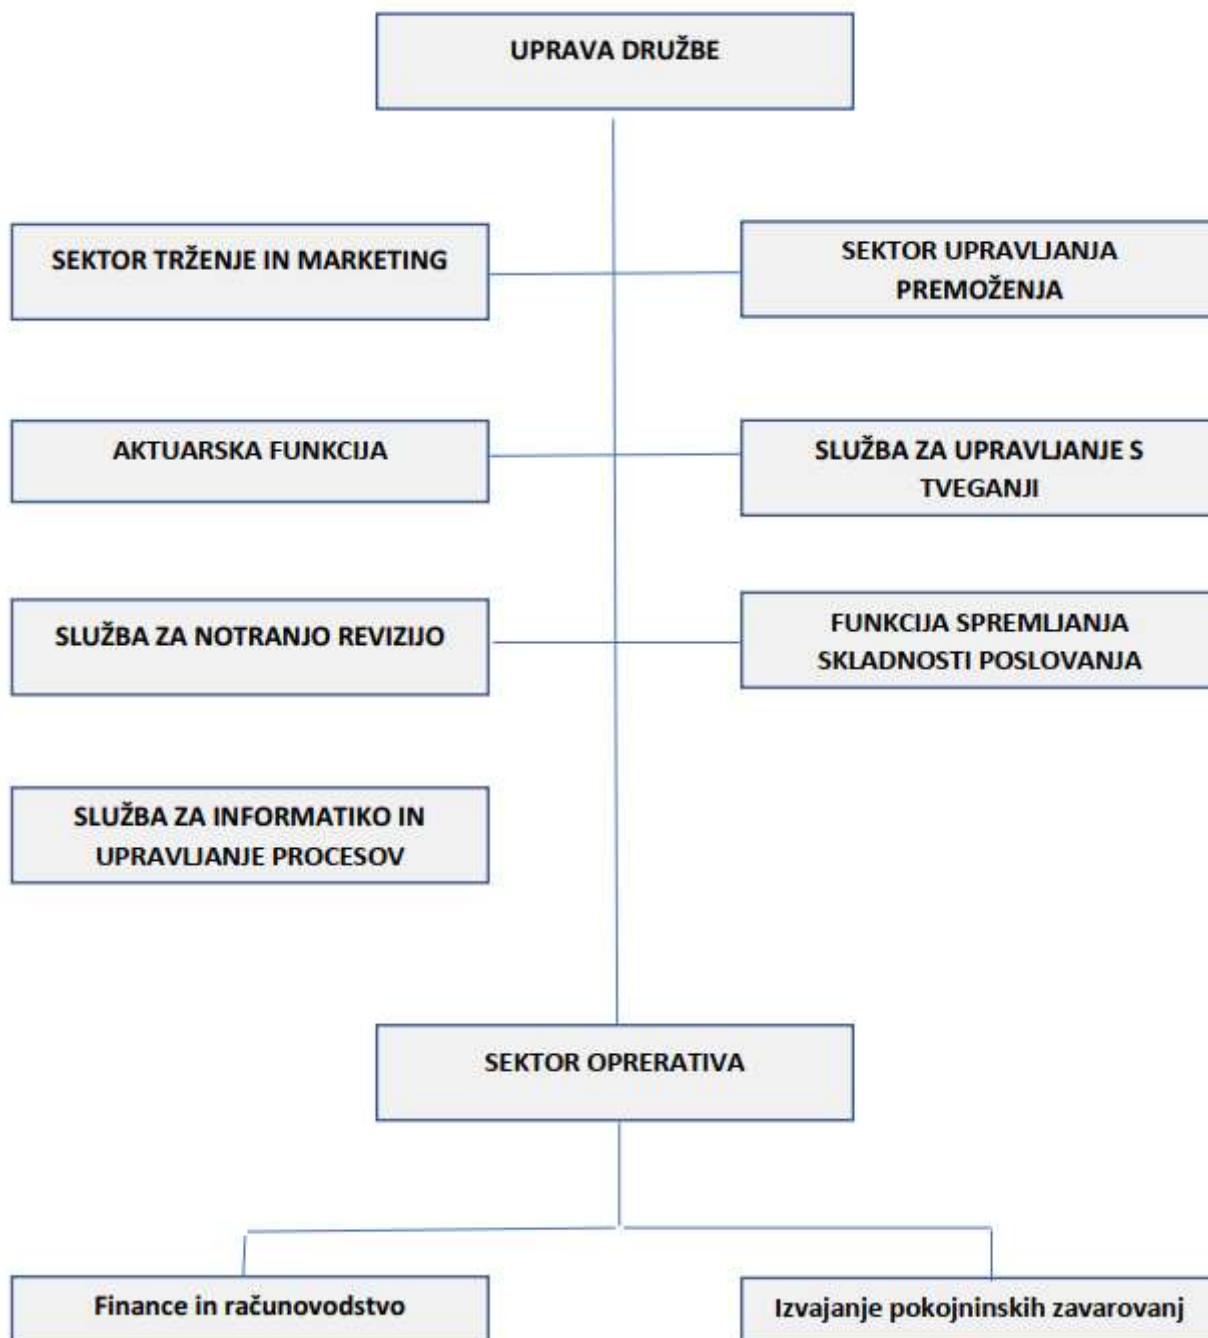 UPRAVA DRUŽBE
SEKTOR TRŽENJE IN MARKETING
SEKTOR UPRAVLJANJA
PREMOŽENJA
AKTUARSKA FUNKCIJA
SLUŽBA ZA UPRAVLJANJE S
TVEGANJI
SLUŽBA ZA NOTRANJO REVIZIJO
FUNKCIJA SPREMLJANJA
SKLADNOSTI POSLOVANJA
SLUŽBA ZA INFORMATIKO IN
UPRAVLJANJE PROCESOV
SEKTOR OPRERATIVA
Finance in računovodstvo
Izvajanje pokojninskih zavarovanj